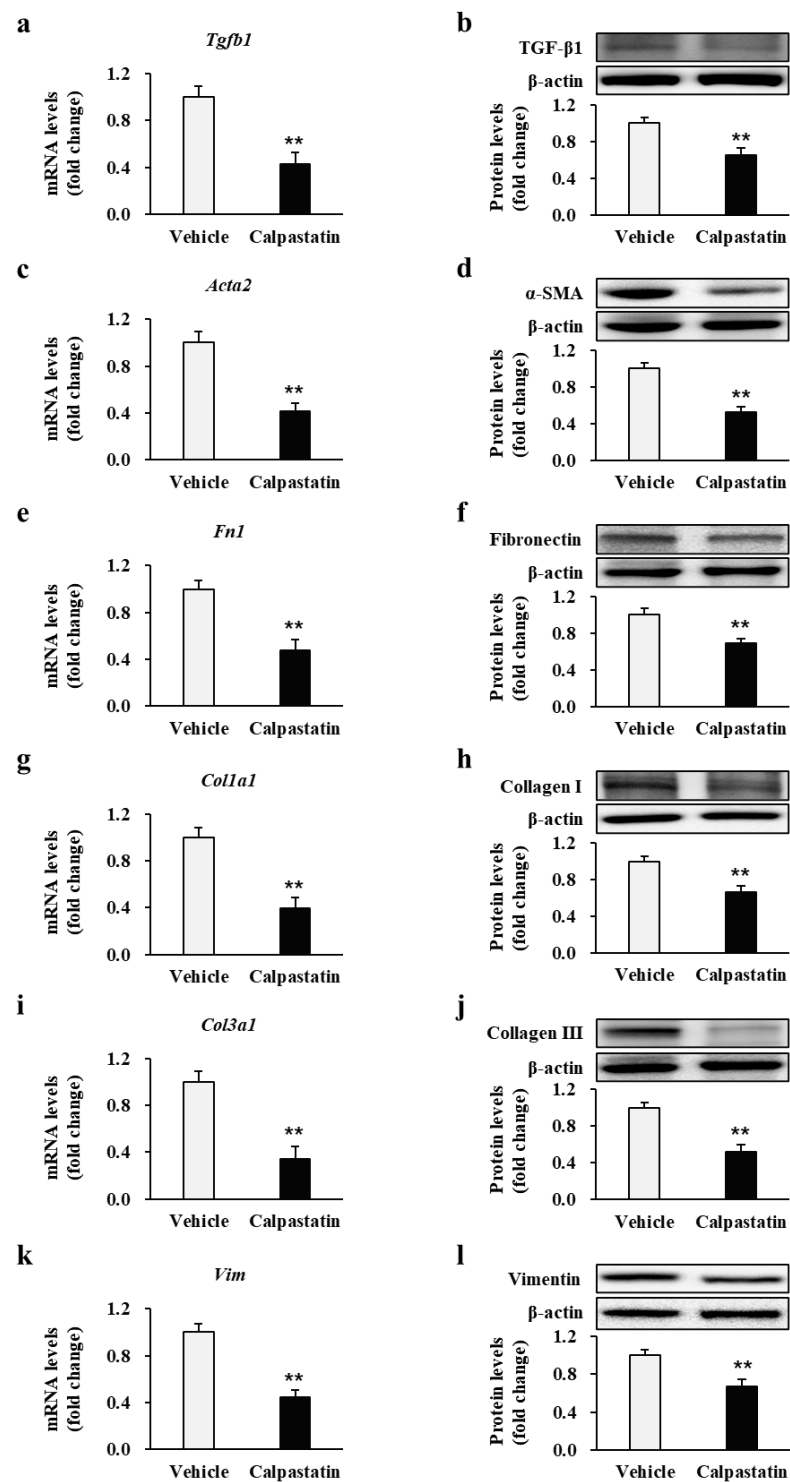 a
Tgfb1
mRNA levels
(fold change)
1.2
0.8
0.4
0.0
Vehicle Calpastatin
**
b
TGF-β1
β-actin
Protein levels
(fold change)
1.2
0.8
0.4
0.0
Vehicle Calpastatin
**
c
Acta2
mRNA levels
(fold change)
1.2
0.8
0.4
0.0
Vehicle Calpastatin
**
d
α-SMA
β-actin
Protein levels
(fold change)
1.2
0.8
0.4
0.0
Vehicle Calpastatin
**
e
Fn1
mRNA levels
(fold change)
1.2
0.8
0.4
0.0
Vehicle Calpastatin
**
f
Fibronectin
β-actin
Protein levels
(fold change)
1.2
0.8
0.4
0.0
Vehicle Calpastatin
**
g
Col1a1
mRNA levels
(fold change)
1.2
0.8
0.4
0.0
Vehicle Calpastatin
**
h
Collagen I
β-actin
Protein levels
(fold change)
1.2
0.8
0.4
0.0
Vehicle Calpastatin
**
i
Col3a1
mRNA levels
(fold change)
1.2
0.8
0.4
0.0
Vehicle Calpastatin
**
j
Collagen III
β-actin
Protein levels
(fold change)
1.2
0.8
0.4
0.0
Vehicle Calpastatin
**
k
Vim
mRNA levels
(fold change)
1.2
0.8
0.4
0.0
Vehicle Calpastatin
**
l
Vimentin
β-actin
Protein levels
(fold change)
1.2
0.8
0.4
0.0
Vehicle Calpastatin
**